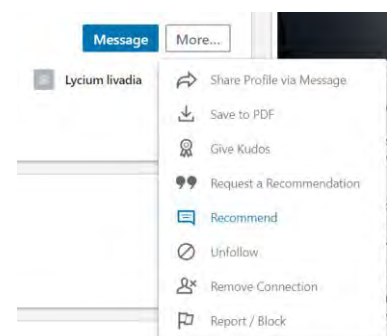 Message More...
Lycium livadia
Share Profile via Message
Save to PDF
Give Kudos
Request a Recommendation
Recommend
Unfollow
Remove Connection
Report / Block